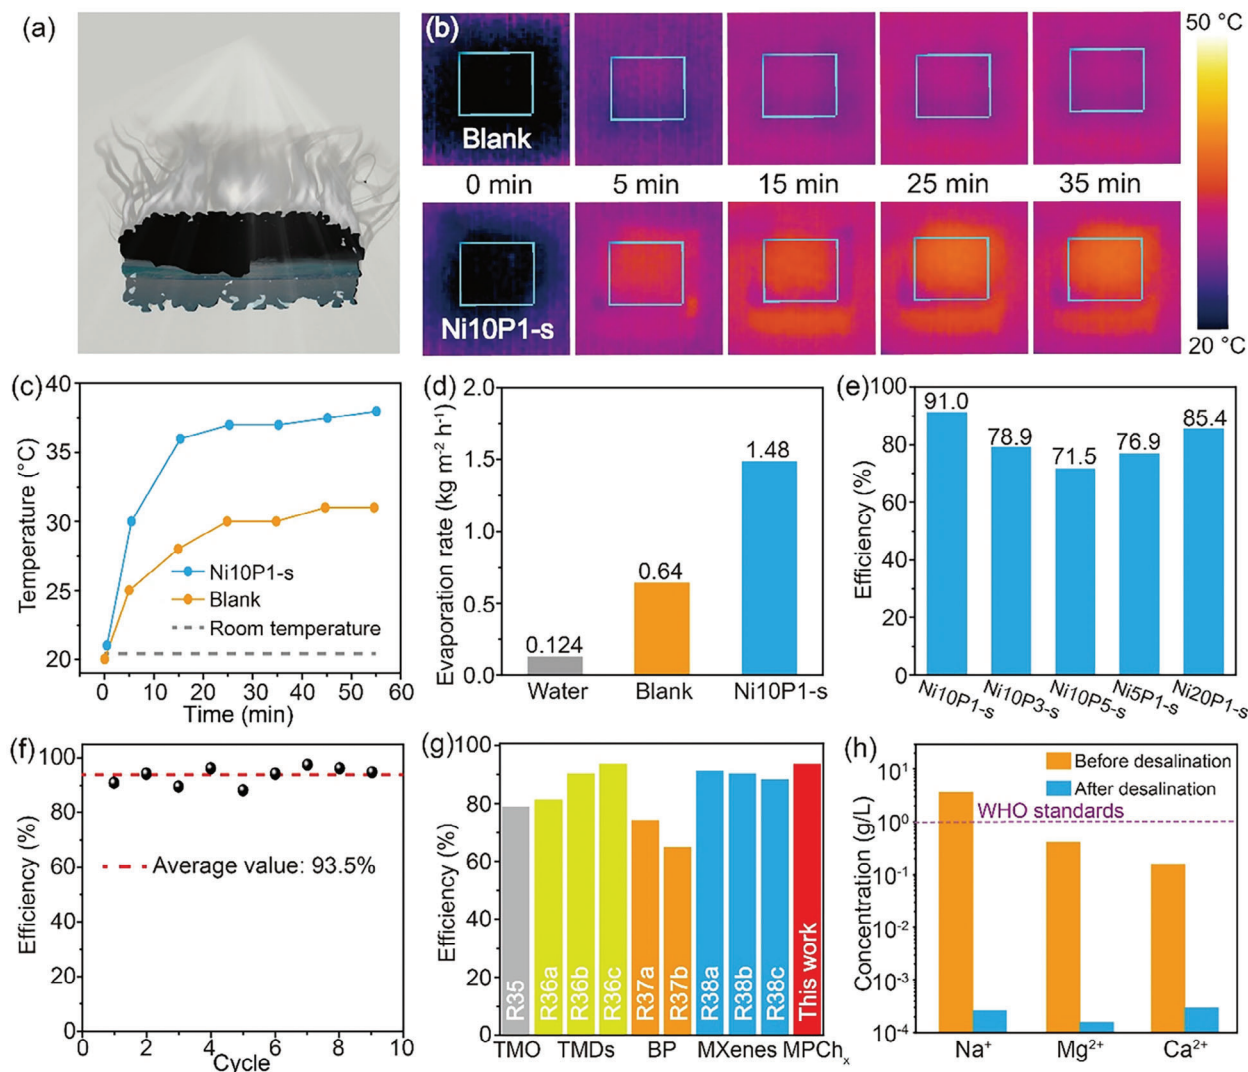 (a)
(b)
50 °C
Blank
0 min
5 min
15 min
25 min
35 min
Ni10P1-s
20 °C
(c)
Temperature (°C)
40
35
30
25
20
Ni10P1-s
Blank
Room temperature
0 10 20 30 40 50 60
Time (min)
(d)
Evaporation rate (kg m⁻² h⁻¹)
2.0
1.5
1.0
0.5
0.0
0.124
0.64
1.48
Water
Blank
Ni10P1-s
(e)
Efficiency (%)
100
80
60
40
20
0
91.0
78.9
71.5
76.9
85.4
Ni10P1-s
Ni10P3-s
Ni10P5-s
Ni5P1-s
Ni20P1-s
(f)
Efficiency (%)
100
80
60
40
20
0
Average value: 93.5%
0 2 4 6 8 10
Cycle
(g)
Efficiency (%)
100
80
60
40
20
0
R35
R36a
R36b
R36c
R37a
R37b
R38a
R38b
R38c
This work
TMO
TMDs
BP
MXenes
MPChₓ
(h)
Concentration (g/L)
10¹
10⁰
10⁻¹
10⁻²
10⁻³
10⁻⁴
Before desalination
After desalination
WHO standards
Na⁺
Mg²⁺
Ca²⁺